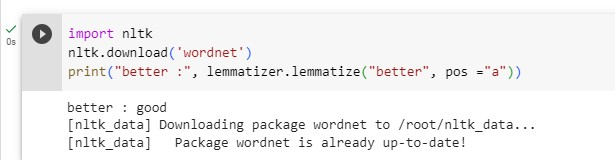 0s
import nltk
nltk.download('wordnet')
print("better :", lemmatizer.lemmatize("better", pos ="a"))
better : good
[nltk_data] Downloading package wordnet to /root/nltk_data...
[nltk_data]   Package wordnet is already up-to-date!